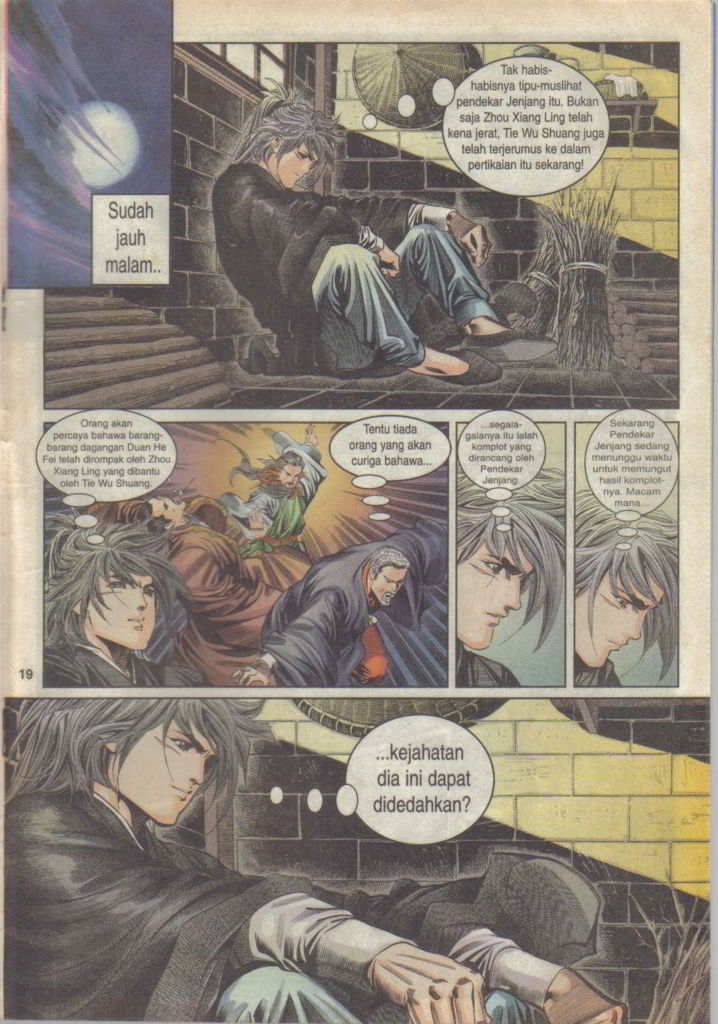 Sudah
jauh
malam..
Tak habis-
habisnya tipu-muslihat
pendekar Jenjang itu. Bukan
saja Zhou Xiang Ling telah
kena jerat, Tie Wu Shuang juga
telah terjerumus ke dalam
pertikaian itu sekarang!
Orang akan
percaya bahawa barang-
barang dagangan Duan He
Fei telah dirompak oleh Zhou
Xiang Ling yang dibantu
oleh Tie Wu Shuang.
Tentu tiada
orang yang akan
curiga bahawa...
...segala-
galanya itu ialah
komplot yang
dirancang oleh
Pendekar
Jenjang.
Sekarang
Pendekar
Jenjang sedang
menunggu waktu
untuk memungut
hasil komplot-
nya. Macam
mana...
19
...kejahatan
dia ini dapat
didedahkan?